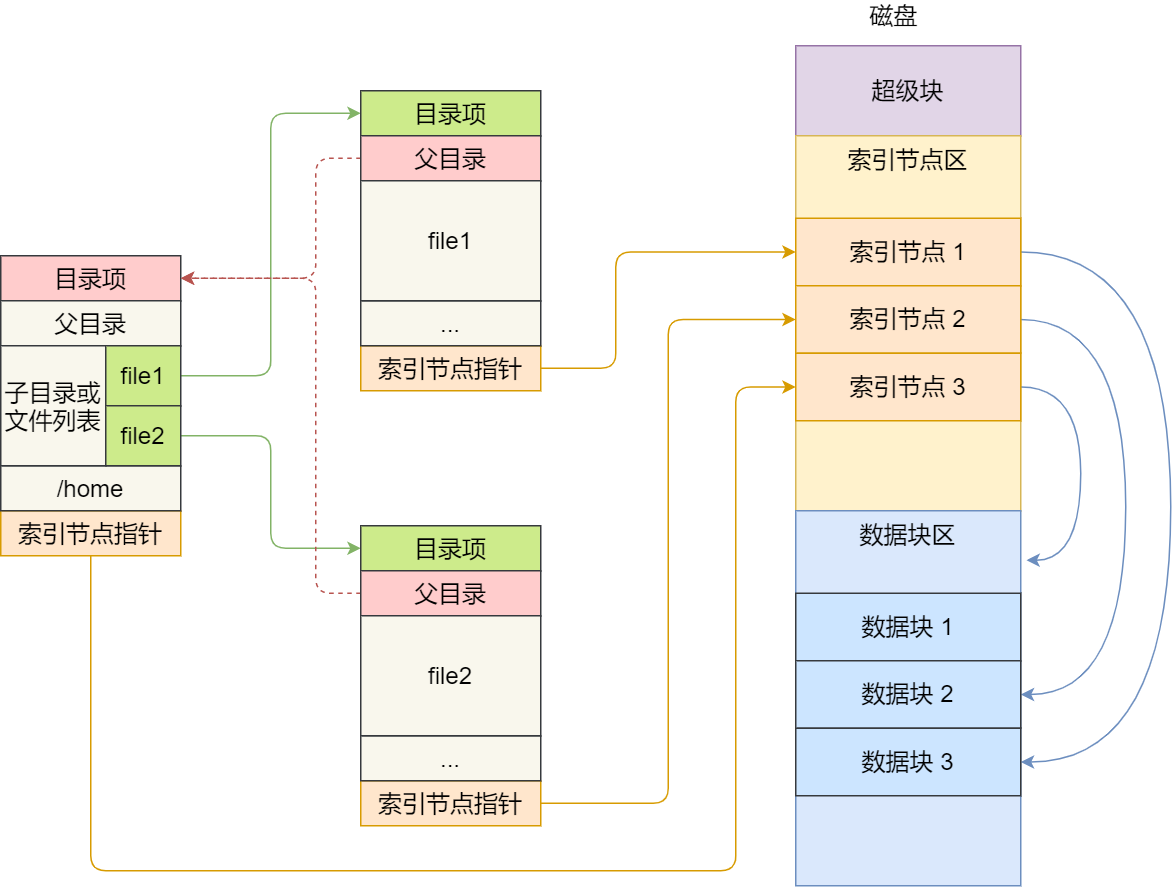 磁盘
超级块
索引节点区
索引节点 1
索引节点 2
索引节点 3
数据块区
数据块 1
数据块 2
数据块 3
目录项
父目录
file1
...
索引节点指针
目录项
父目录
子目录或
文件列表
file1
file2
/home
索引节点指针
目录项
父目录
file2
...
索引节点指针